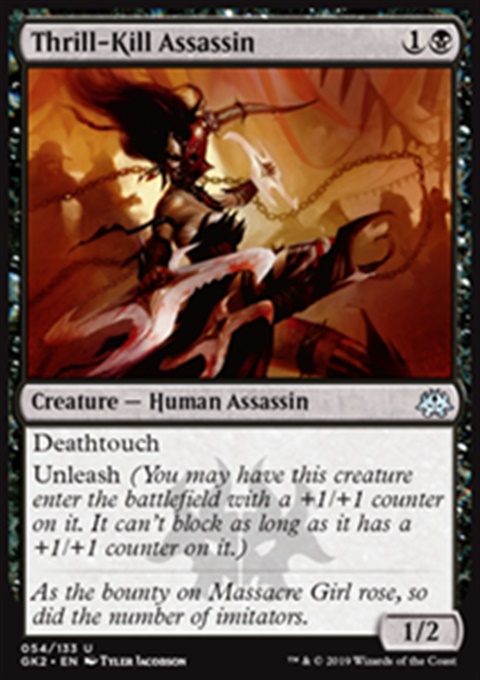 Thrill-Kill Assassin 1
Creature — Human Assassin
Deathtouch
Unleash (You may have this creature
enter the battlefield with a +1/+1 counter
on it. It can't block as long as it has a
+1/+1 counter on it.)
As the bounty on Massacre Girl rose, so
did the number of imitators.
1/2
054/133 U
GK2 • EN Tyler Jacobson
™ & © 2019 Wizards of the Coast